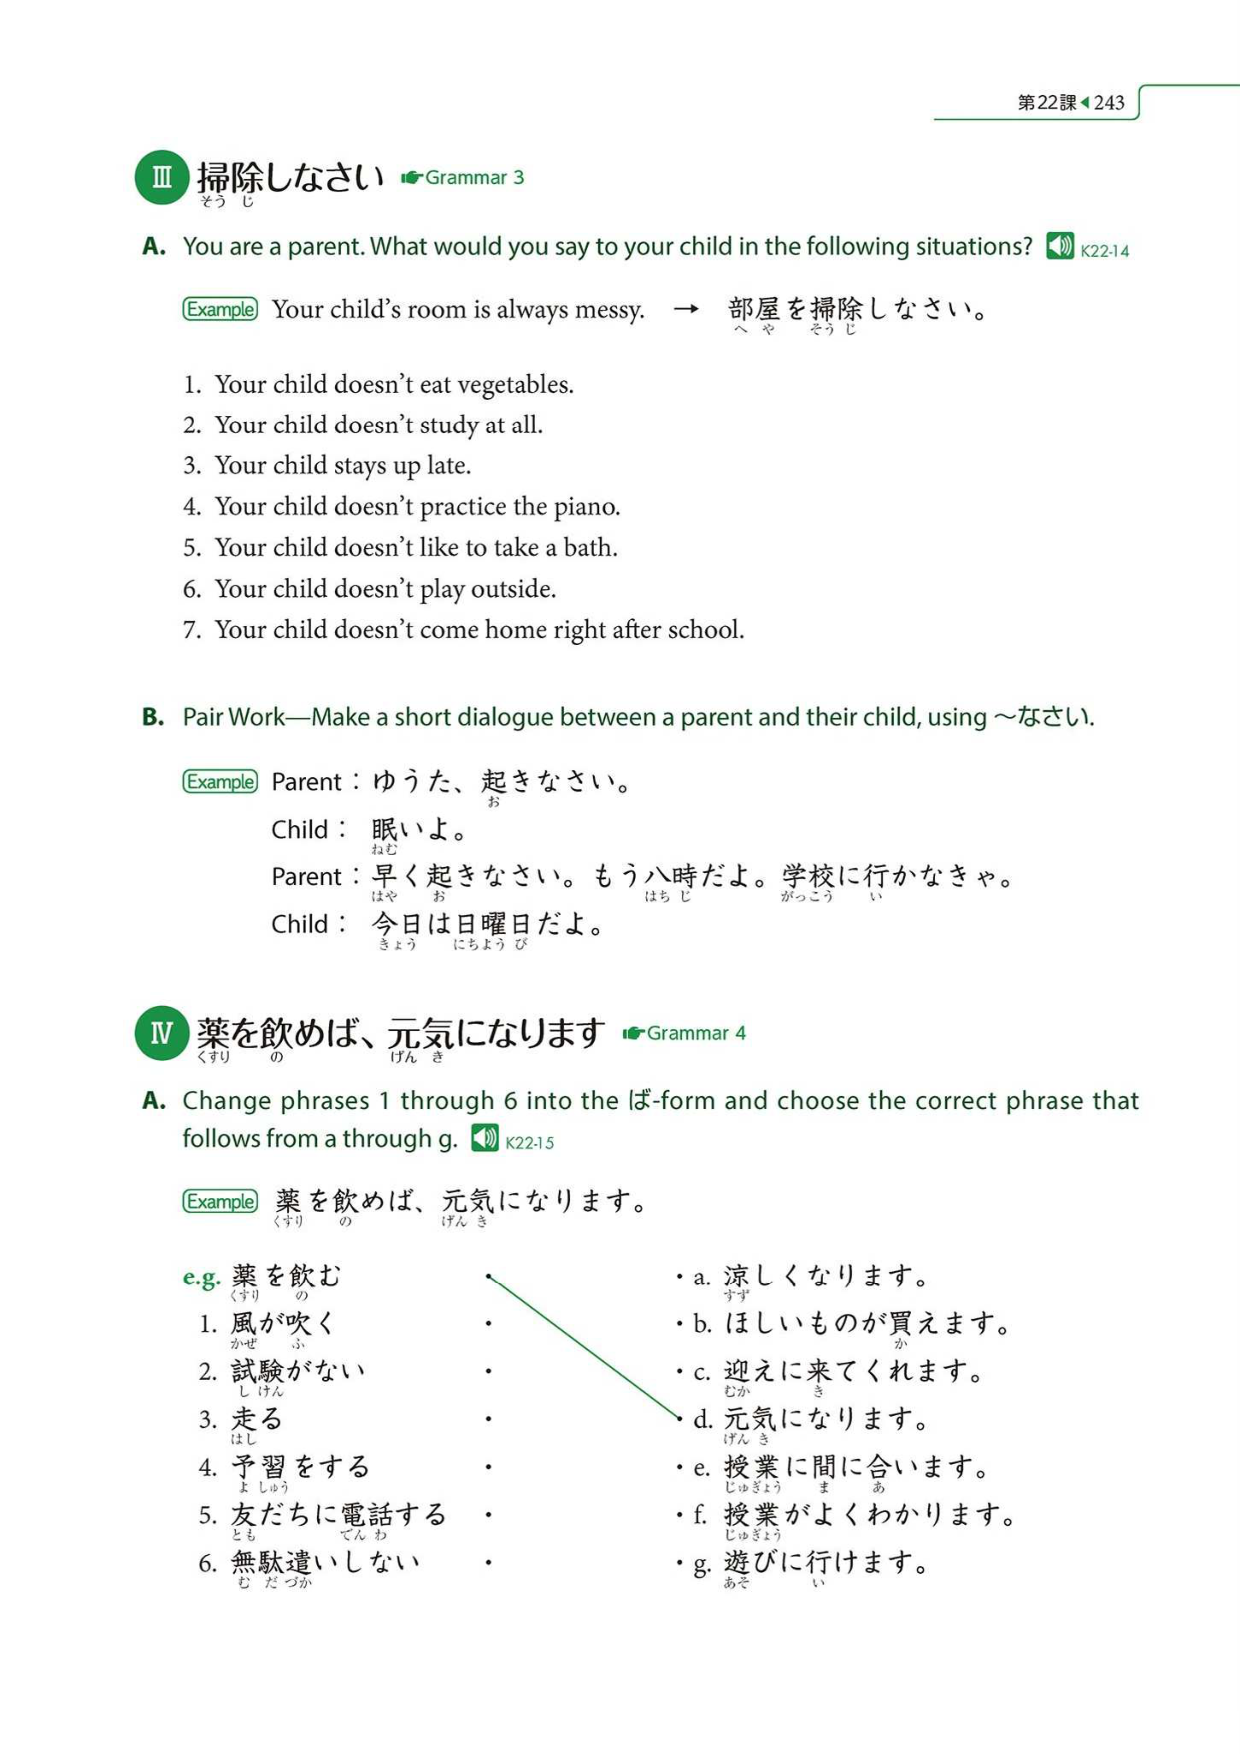 第22課◀243
Ⅲ 掃除しなさい ☛Grammar 3
そう じ
A. You are a parent. What would you say to your child in the following situations? K22-14
Example Your child’s room is always messy. → 部屋を掃除しなさい。
へ や そう じ
1. Your child doesn’t eat vegetables.
2. Your child doesn’t study at all.
3. Your child stays up late.
4. Your child doesn’t practice the piano.
5. Your child doesn’t like to take a bath.
6. Your child doesn’t play outside.
7. Your child doesn’t come home right after school.
B. Pair Work—Make a short dialogue between a parent and their child, using ～なさい.
Example Parent：ゆうた、起きなさい。
お
Child： 眠いよ。
ねむ
Parent：早く起きなさい。もう八時だよ。学校に行かなきゃ。
はや お はち じ がっこう い
Child： 今日は日曜日だよ。
きょう にちよう び
Ⅳ 薬を飲めば、元気になります ☛Grammar 4
くすり の げん き
A. Change phrases 1 through 6 into the ば-form and choose the correct phrase that
follows from a through g. K22-15
Example 薬を飲めば、元気になります。
くすり の げん き
e.g. 薬を飲む ・ ・a. 涼しくなります。
くすり の すず
1. 風が吹く ・ ・b. ほしいものが買えます。
かぜ ふ か
2. 試験がない ・ ・c. 迎えに来てくれます。
し けん むか き
3. 走る ・ ・d. 元気になります。
はし げん き
4. 予習をする ・ ・e. 授業に間に合います。
よ しゅう じゅぎょう ま あ
5. 友だちに電話する ・ ・f. 授業がよくわかります。
とも でん わ じゅぎょう
6. 無駄遣いしない ・ ・g. 遊びに行けます。
む だ づか あそ い